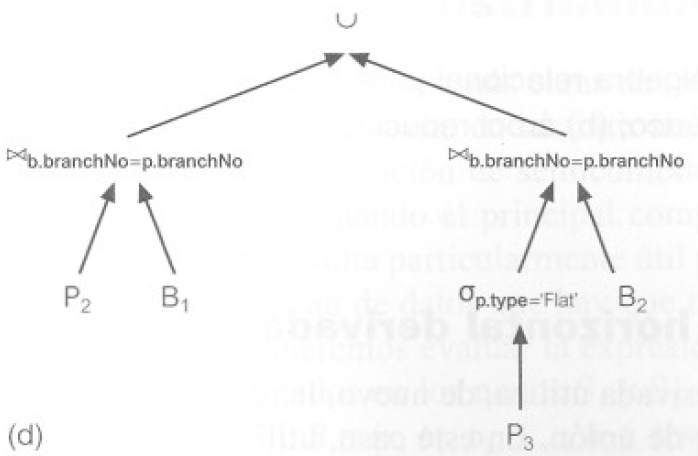 ∪
⋈b.branchNo=p.branchNo ⋈b.branchNo=p.branchNo
P₂ B₁ σp.type='Flat' B₂
(d) P₃